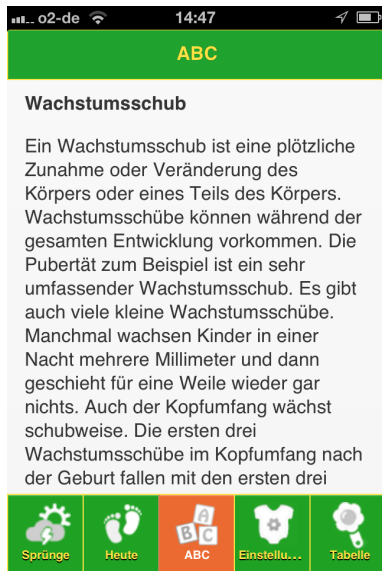 o2-de 14:47
ABC
Wachstumsschub
Ein Wachstumsschub ist eine plötzliche
Zunahme oder Veränderung des
Körpers oder eines Teils des Körpers.
Wachstumsschübe können während der
gesamten Entwicklung vorkommen. Die
Pubertät zum Beispiel ist ein sehr
umfassender Wachstumsschub. Es gibt
auch viele kleine Wachstumsschübe.
Manchmal wachsen Kinder in einer
Nacht mehrere Millimeter und dann
geschieht für eine Weile wieder gar
nichts. Auch der Kopfumfang wächst
schubweise. Die ersten drei
Wachstumsschübe im Kopfumfang nach
der Geburt fallen mit den ersten drei
A
B C
Sprünge Heute ABC Einstellu... Tabelle